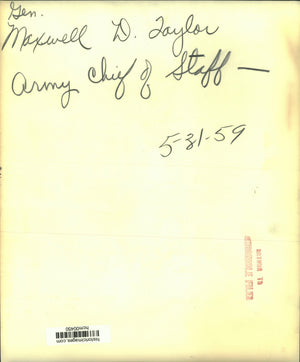 Gen.
Maxwell D. Taylor
Army Chief of Staff —
5-31-59
historicimages.com